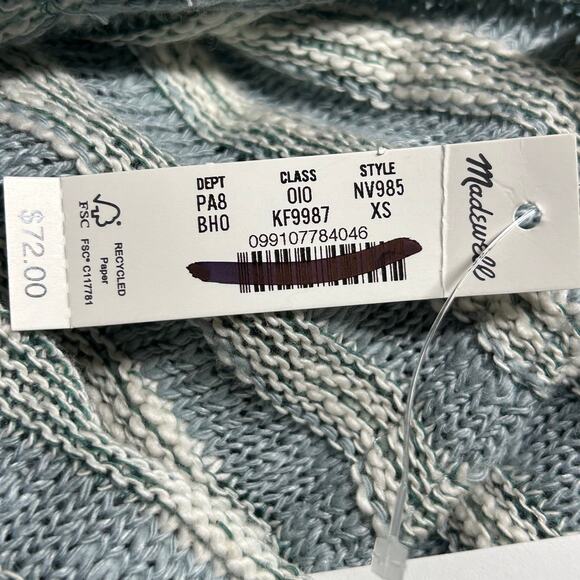 $72.00
FSC
FSC® C117781
RECYCLED
Paper
DEPT CLASS STYLE
PA8 010 NV985
BH0 KF9987 XS
099107784046
Madewell